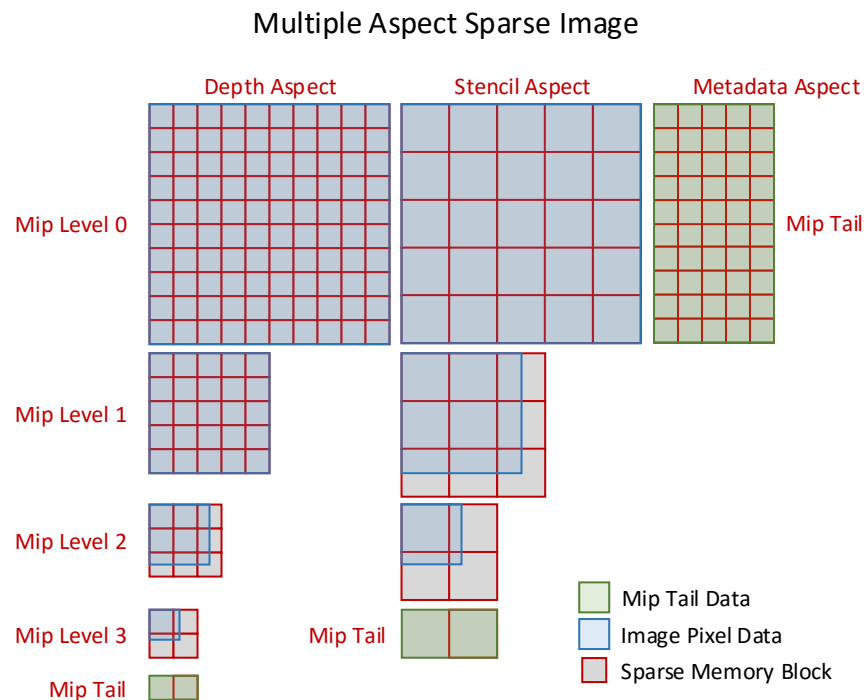 Multiple Aspect Sparse Image
Depth Aspect
Stencil Aspect
Metadata Aspect
Mip Level 0
Mip Tail
Mip Level 1
Mip Level 2
Mip Level 3
Mip Tail
Mip Tail
Mip Tail Data
Image Pixel Data
Sparse Memory Block